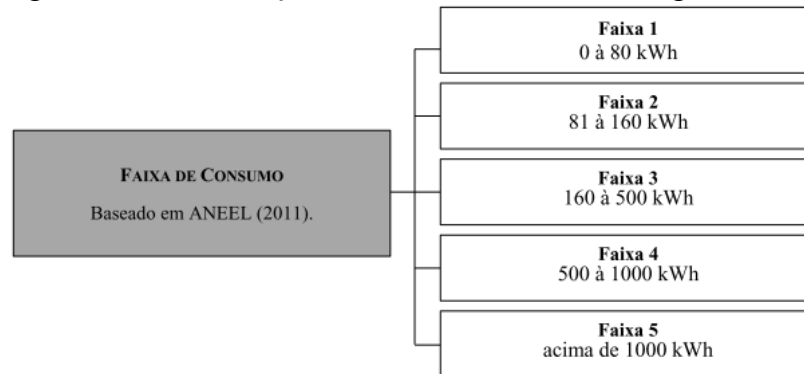 FAIXA DE CONSUMO
Baseado em ANEEL (2011).
Faixa 1
0 à 80 kWh
Faixa 2
81 à 160 kWh
Faixa 3
160 à 500 kWh
Faixa 4
500 à 1000 kWh
Faixa 5
acima de 1000 kWh